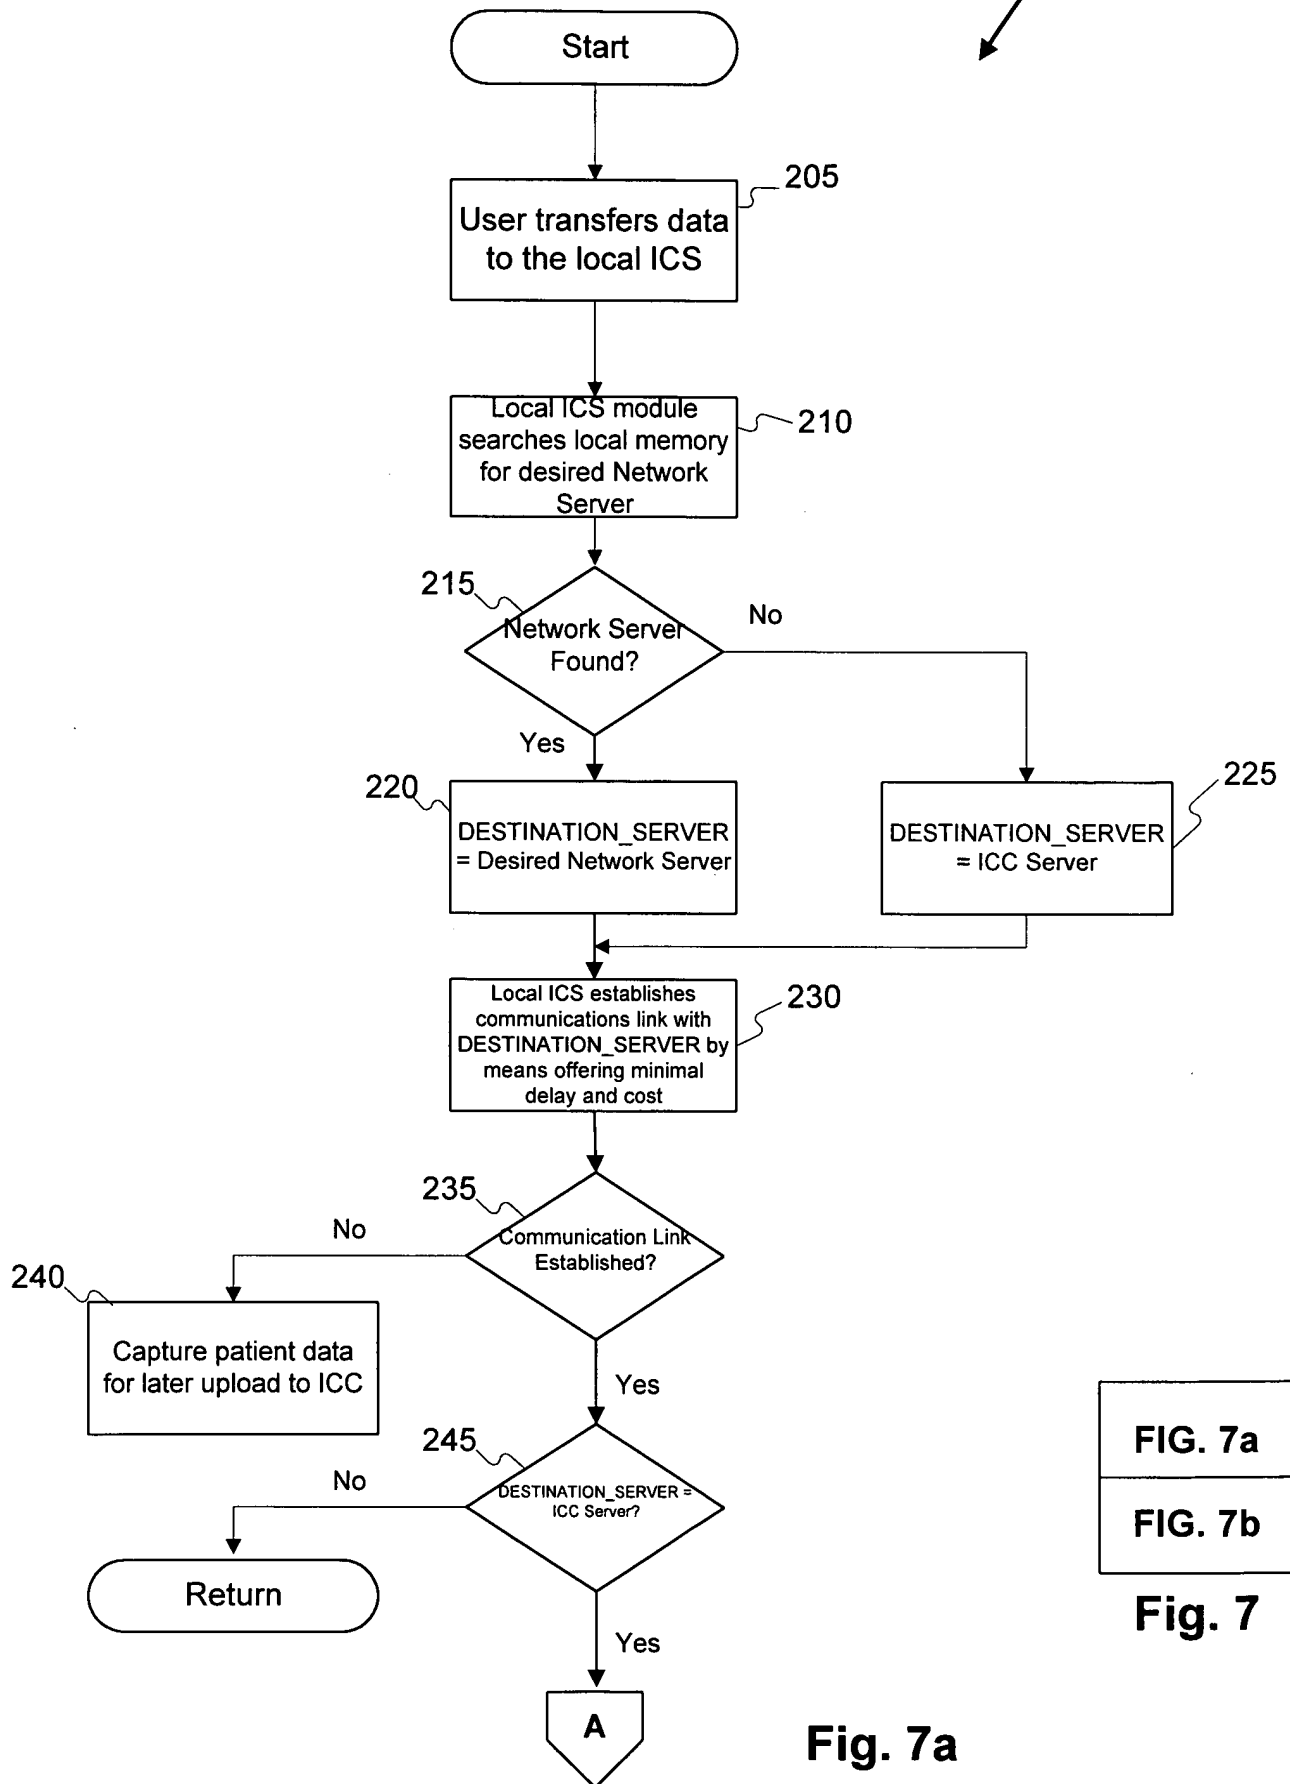 Start
205
User transfers data
to the local ICS
210
Local ICS module
searches local memory
for desired Network
Server
215
Network Server
Found?
No
Yes
220
DESTINATION_SERVER
= Desired Network Server
225
DESTINATION_SERVER
= ICC Server
230
Local ICS establishes
communications link with
DESTINATION_SERVER by
means offering minimal
delay and cost
235
Communication Link
Established?
No
240
Capture patient data
for later upload to ICC
Yes
245
DESTINATION_SERVER =
ICC Server?
No
Return
Yes
A
FIG. 7a
FIG. 7b
Fig. 7
Fig. 7a